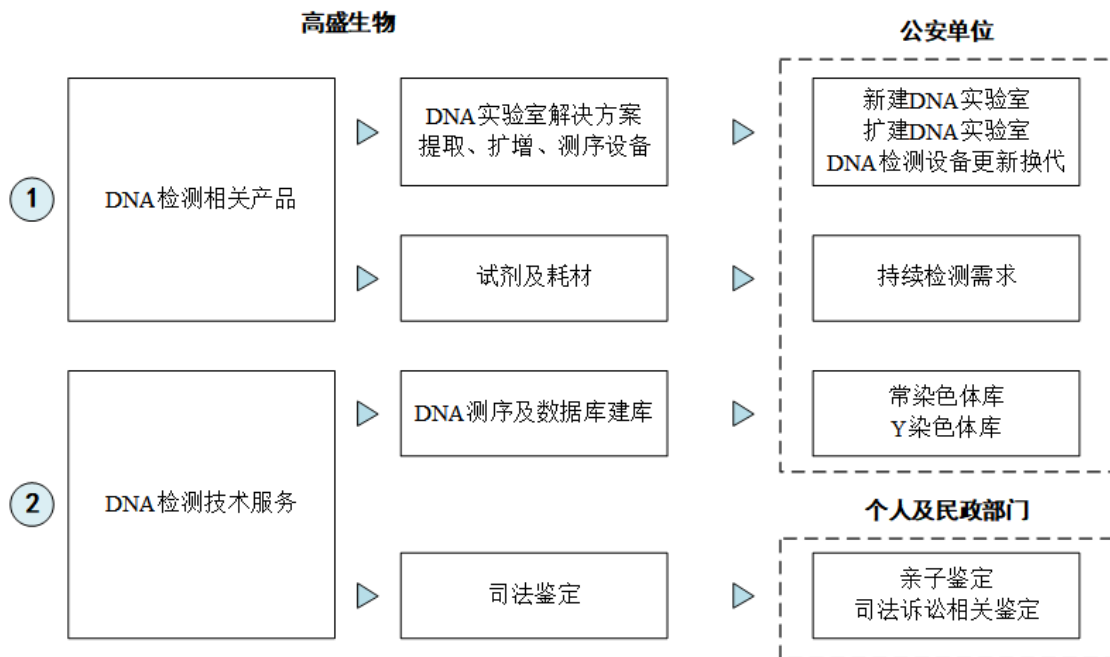 高盛生物
公安单位
1
DNA检测相关产品
DNA实验室解决方案
提取、扩增、测序设备
新建DNA实验室
扩建DNA实验室
DNA检测设备更新换代
试剂及耗材
持续检测需求
2
DNA检测技术服务
DNA测序及数据库建库
常染色体库
Y染色体库
个人及民政部门
司法鉴定
亲子鉴定
司法诉讼相关鉴定